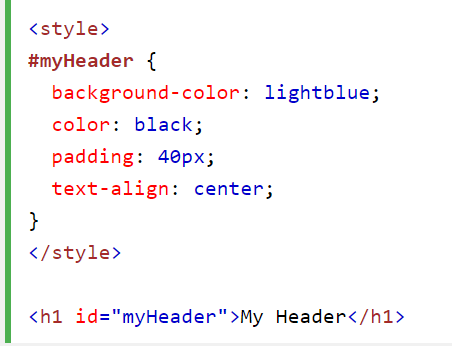 <style>
#myHeader {
  background-color: lightblue;
  color: black;
  padding: 40px;
  text-align: center;
}
</style>

<h1 id="myHeader">My Header</h1>